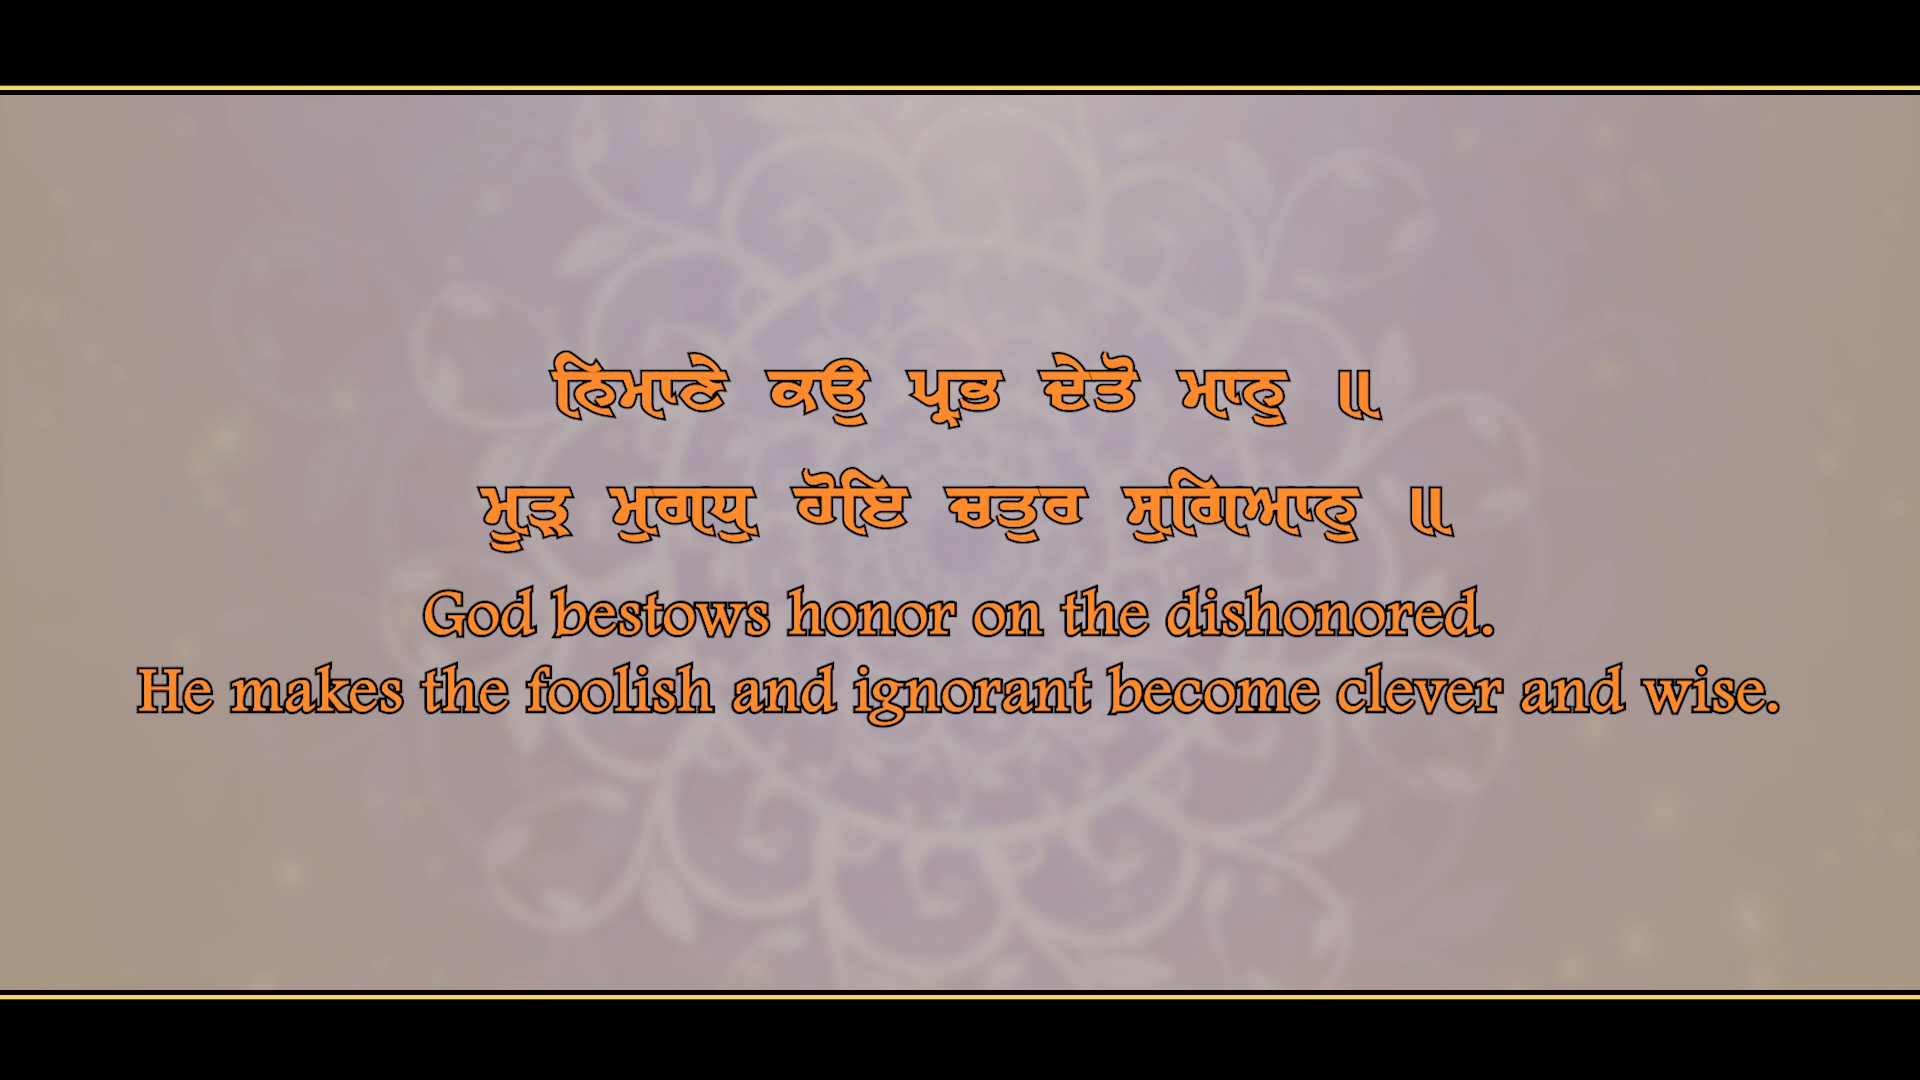 ਨਿਮਾਣੇ ਕਉ ਪ੍ਰਭ ਦੇਤੋ ਮਾਨੁ ॥
ਮੂੜ ਮੁਗਧੁ ਹੋਇ ਚਤੁਰ ਸੁਗਿਆਨੁ ॥
God bestows honor on the dishonored.
He makes the foolish and ignorant become clever and wise.